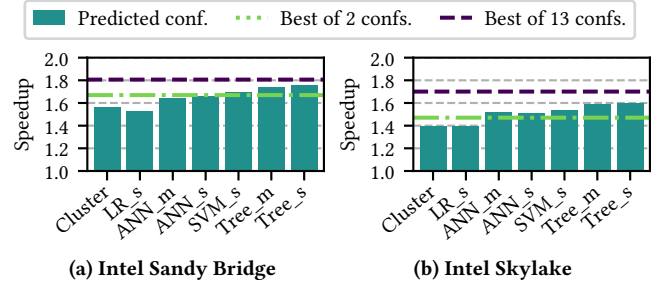 Predicted conf. Best of 2 confs. Best of 13 confs.
Speedup
2.0
1.8
1.6
1.4
1.2
1.0
Cluster
LR_s
ANN_m
ANN_s
SVM_s
Tree_m
Tree_s
(a) Intel Sandy Bridge
Speedup
2.0
1.8
1.6
1.4
1.2
1.0
Cluster
LR_s
ANN_m
ANN_s
SVM_s
Tree_m
Tree_s
(b) Intel Skylake